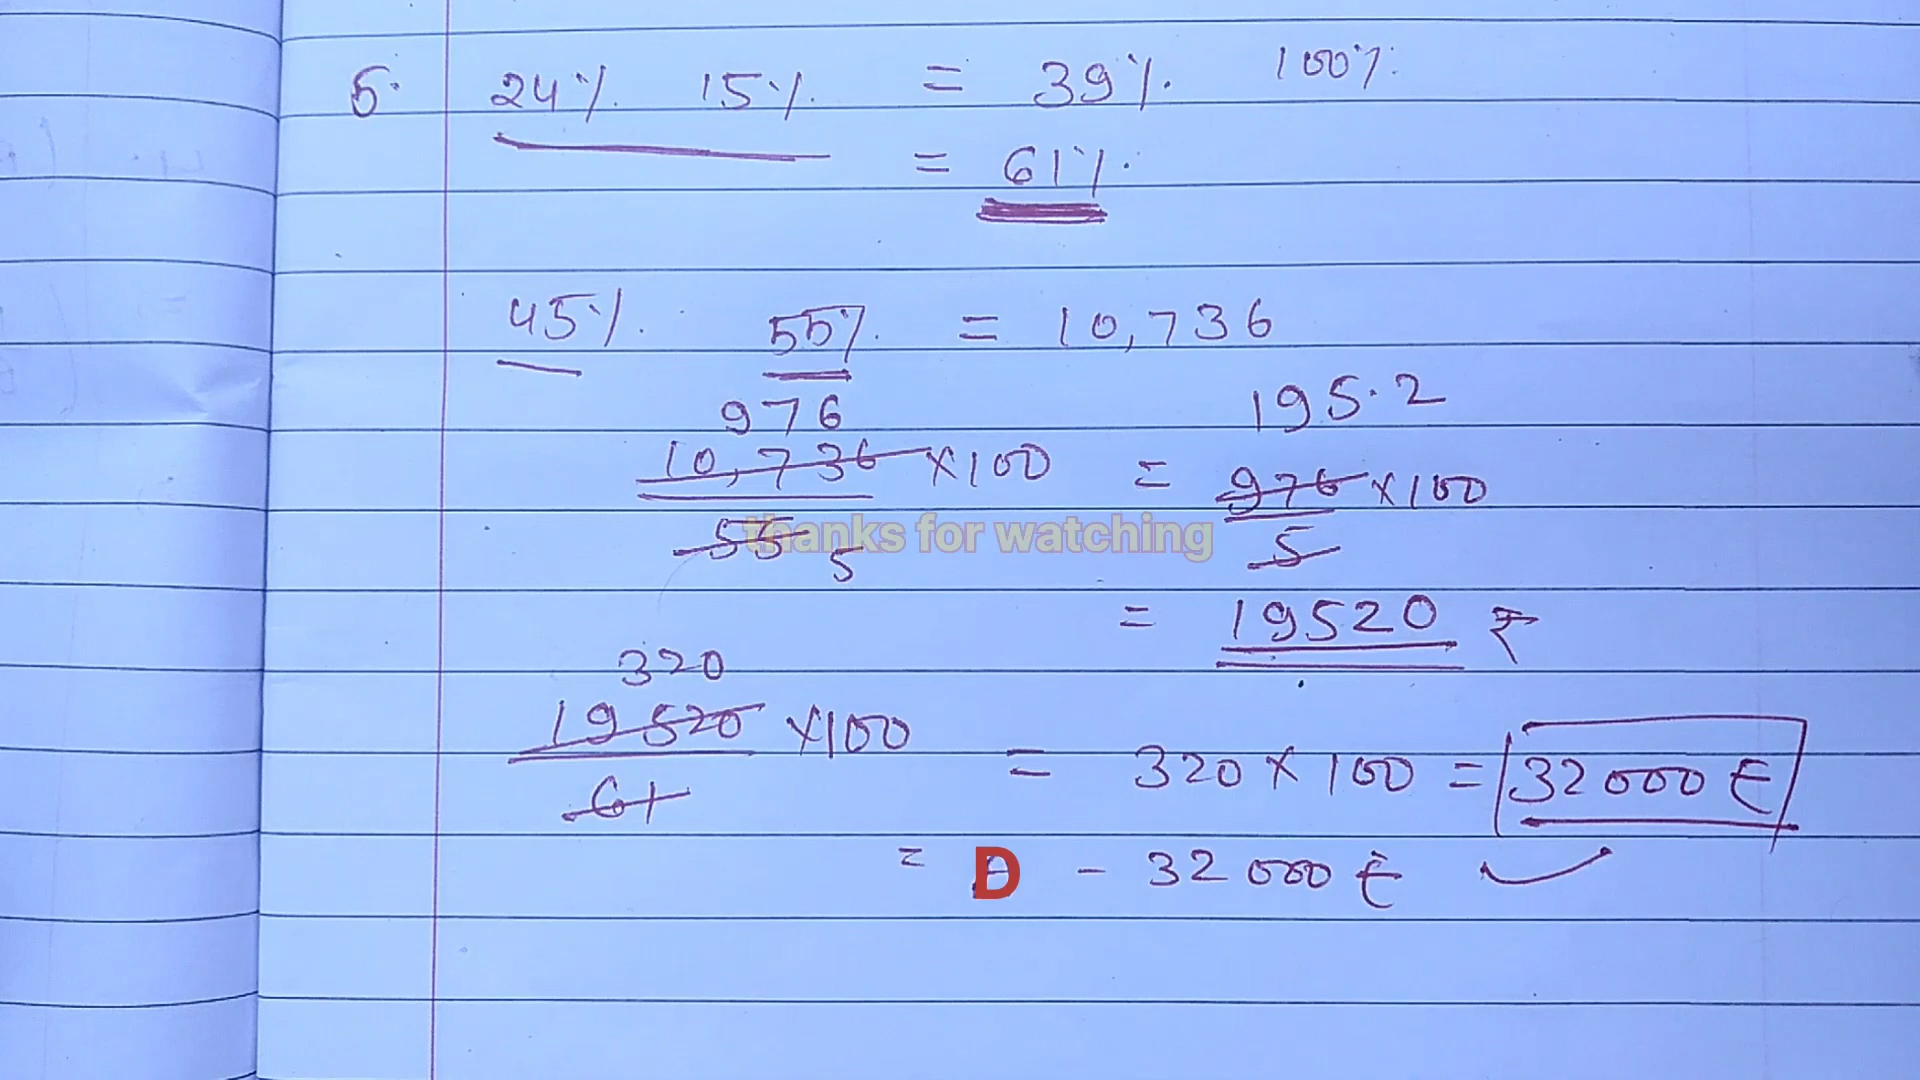 5. 24% 15% = 39% 100%
= 61%
45% 55% = 10,736
976 195.2
10,736 ×100 = 976 ×100
55 5 5
thanks for watching
= 19520 ₹
320
19520 ×100 = 320 × 100 = 32000 ₹
61
= D - 32000 ₹